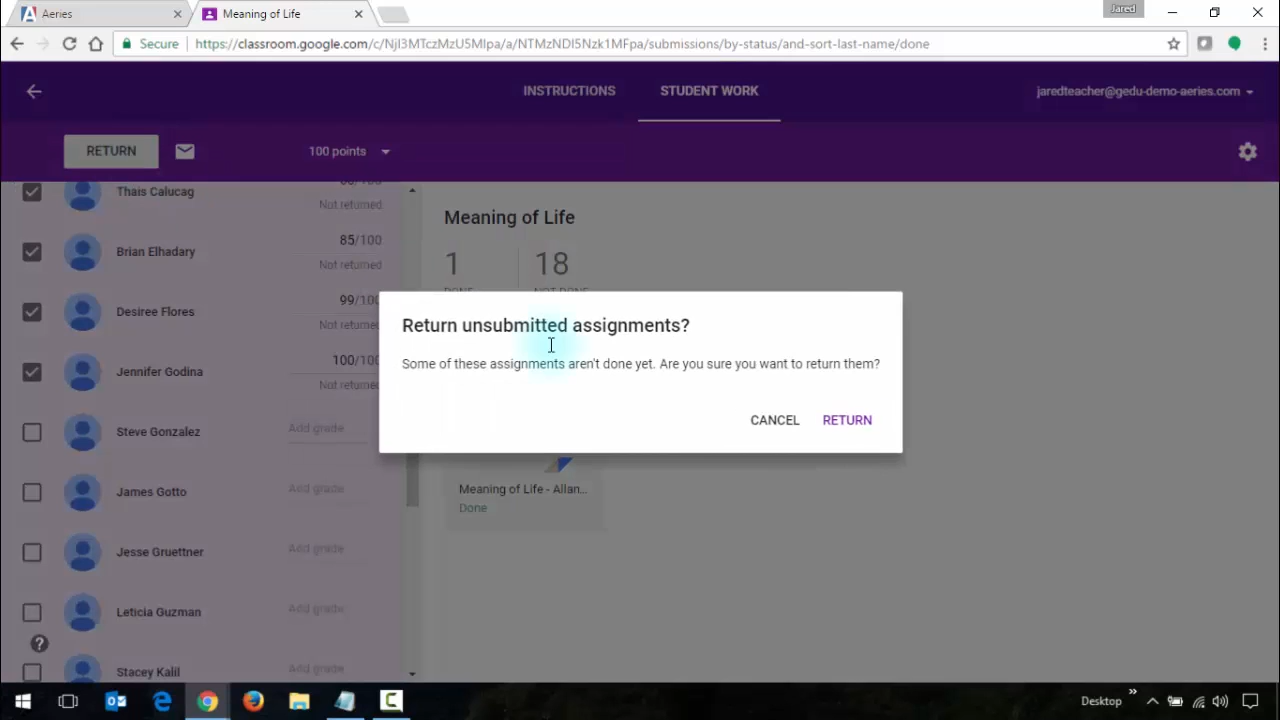 Aeries
Meaning of Life
Jared
Secure
https://classroom.google.com/c/NjI3MTczMzU5Mlpa/a/NTMzNDI5Nzk1MFpa/submissions/by-status/and-sort-last-name/done
INSTRUCTIONS
STUDENT WORK
jaredteacher@gedu-demo-aeries.com
RETURN
100 points
Thais Calucag
Not returned
Brian Elhadary
85/100
Not returned
Desiree Flores
99/100
Not returned
Jennifer Godina
100/100
Not returned
Steve Gonzalez
Add grade
James Gotto
Add grade
Jesse Gruettner
Add grade
Leticia Guzman
Add grade
Stacey Kalil
Add grade
Meaning of Life
1
18
DONE
NOT DONE
Return unsubmitted assignments?
Some of these assignments aren't done yet. Are you sure you want to return them?
CANCEL
RETURN
Meaning of Life - Allan...
Done
Desktop